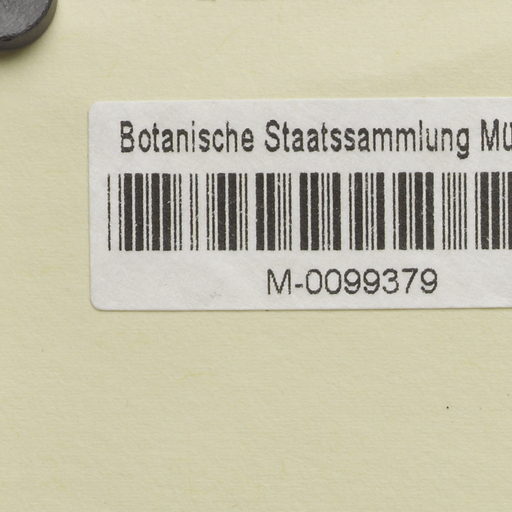 Botanische Staatssammlung Mü
M-0099379